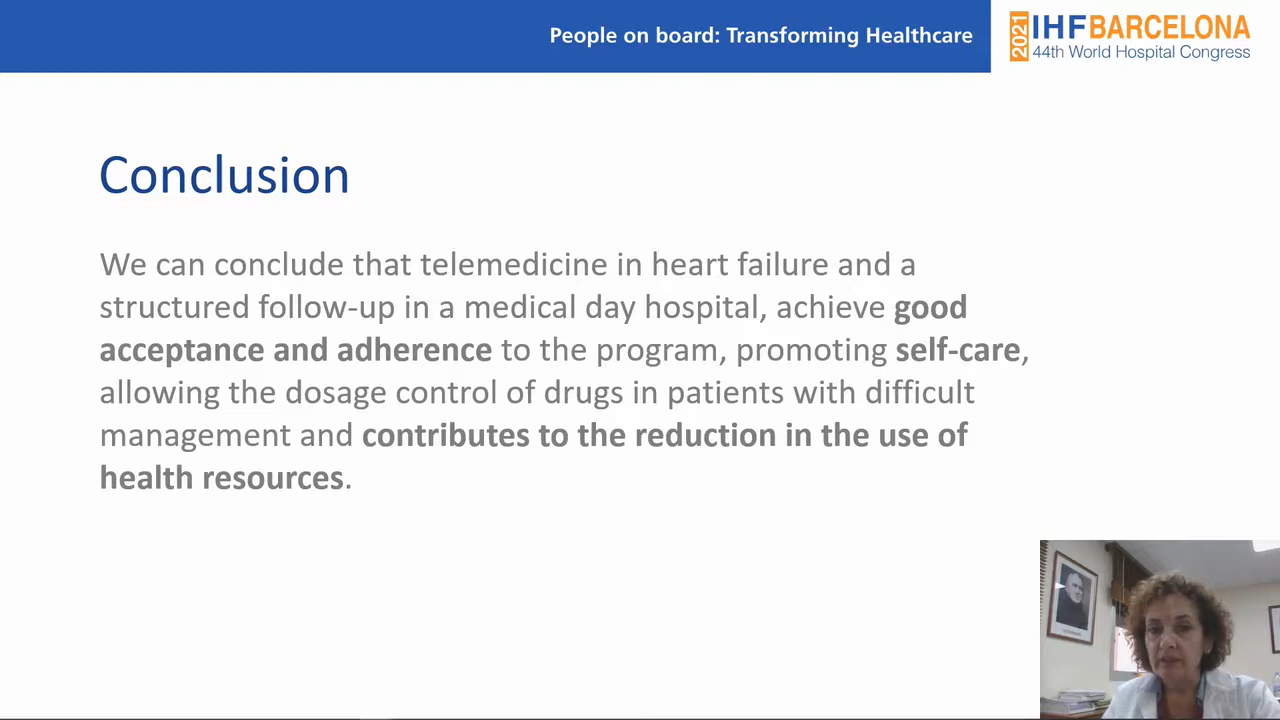 People on board: Transforming Healthcare
2021
IHFBARCELONA
44th World Hospital Congress
Conclusion
We can conclude that telemedicine in heart failure and a
structured follow-up in a medical day hospital, achieve good
acceptance and adherence to the program, promoting self-care,
allowing the dosage control of drugs in patients with difficult
management and contributes to the reduction in the use of
health resources.